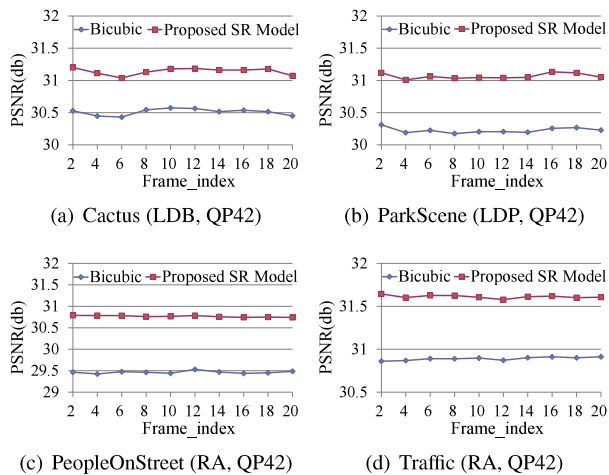 Bicubic Proposed SR Model
PSNR(db)
32
31.5
31
30.5
30
2 4 6 8 10 12 14 16 18 20
Frame_index
(a) Cactus (LDB, QP42)
Bicubic Proposed SR Model
PSNR(db)
32
31.5
31
30.5
30
2 4 6 8 10 12 14 16 18 20
Frame_index
(b) ParkScene (LDP, QP42)
Bicubic Proposed SR Model
PSNR(db)
32
31.5
31
30.5
30
29.5
29
2 4 6 8 10 12 14 16 18 20
Frame_index
(c) PeopleOnStreet (RA, QP42)
Bicubic Proposed SR Model
PSNR(db)
32
31.5
31
30.5
2 4 6 8 10 12 14 16 18 20
Frame_index
(d) Traffic (RA, QP42)